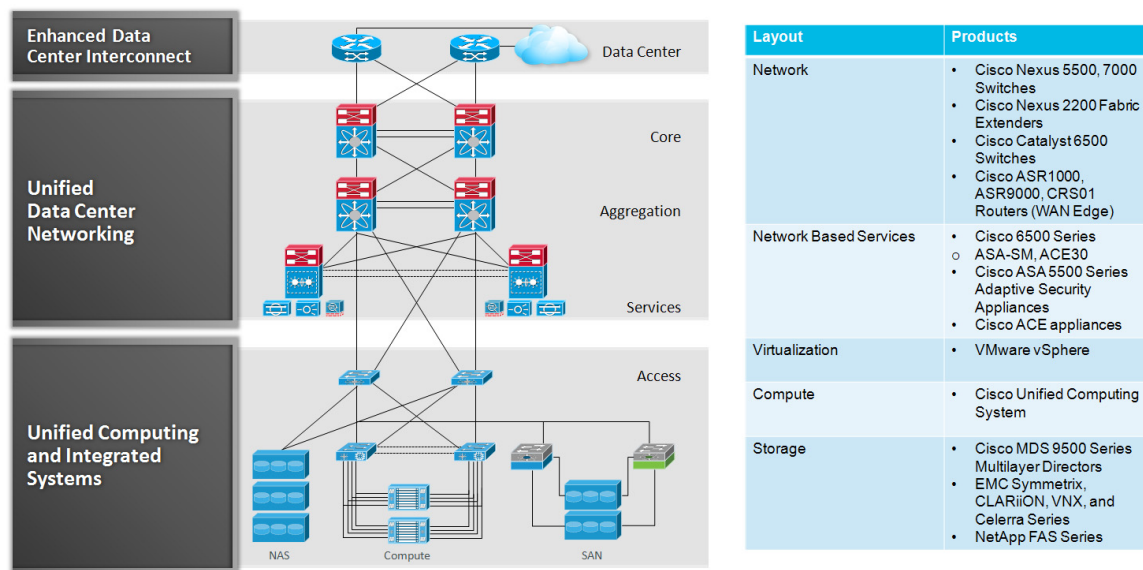 Enhanced Data
Center Interconnect
Data Center
Unified
Data Center
Networking
Core
Aggregation
Services
Unified Computing
and Integrated
Systems
Access
NAS
Compute
SAN
Layout
Products
Network
• Cisco Nexus 5500, 7000
Switches
• Cisco Nexus 2200 Fabric
Extenders
• Cisco Catalyst 6500
Switches
• Cisco ASR1000,
ASR9000, CRS01
Routers (WAN Edge)
Network Based Services
• Cisco 6500 Series
o ASA-SM, ACE30
• Cisco ASA 5500 Series
Adaptive Security
Appliances
• Cisco ACE appliances
Virtualization
• VMware vSphere
Compute
• Cisco Unified Computing
System
Storage
• Cisco MDS 9500 Series
Multilayer Directors
• EMC Symmetrix,
CLARiiON, VNX, and
Celerra Series
• NetApp FAS Series